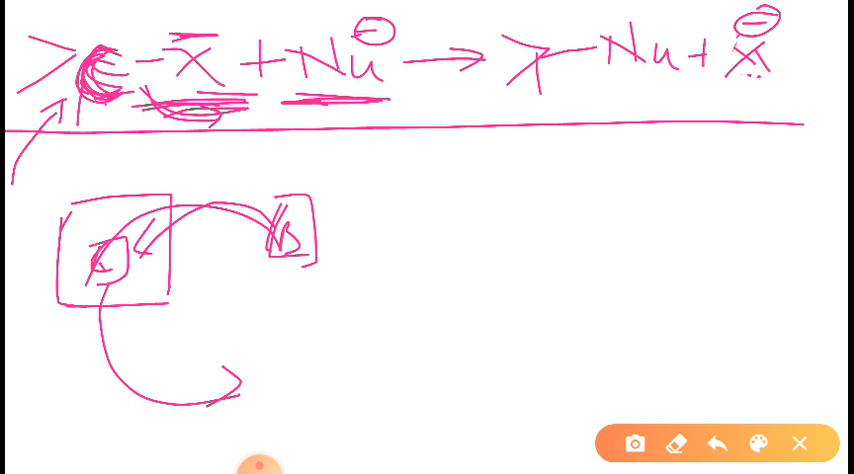 >C-X + Nu⊖ → >C-Nu + X⊖
B